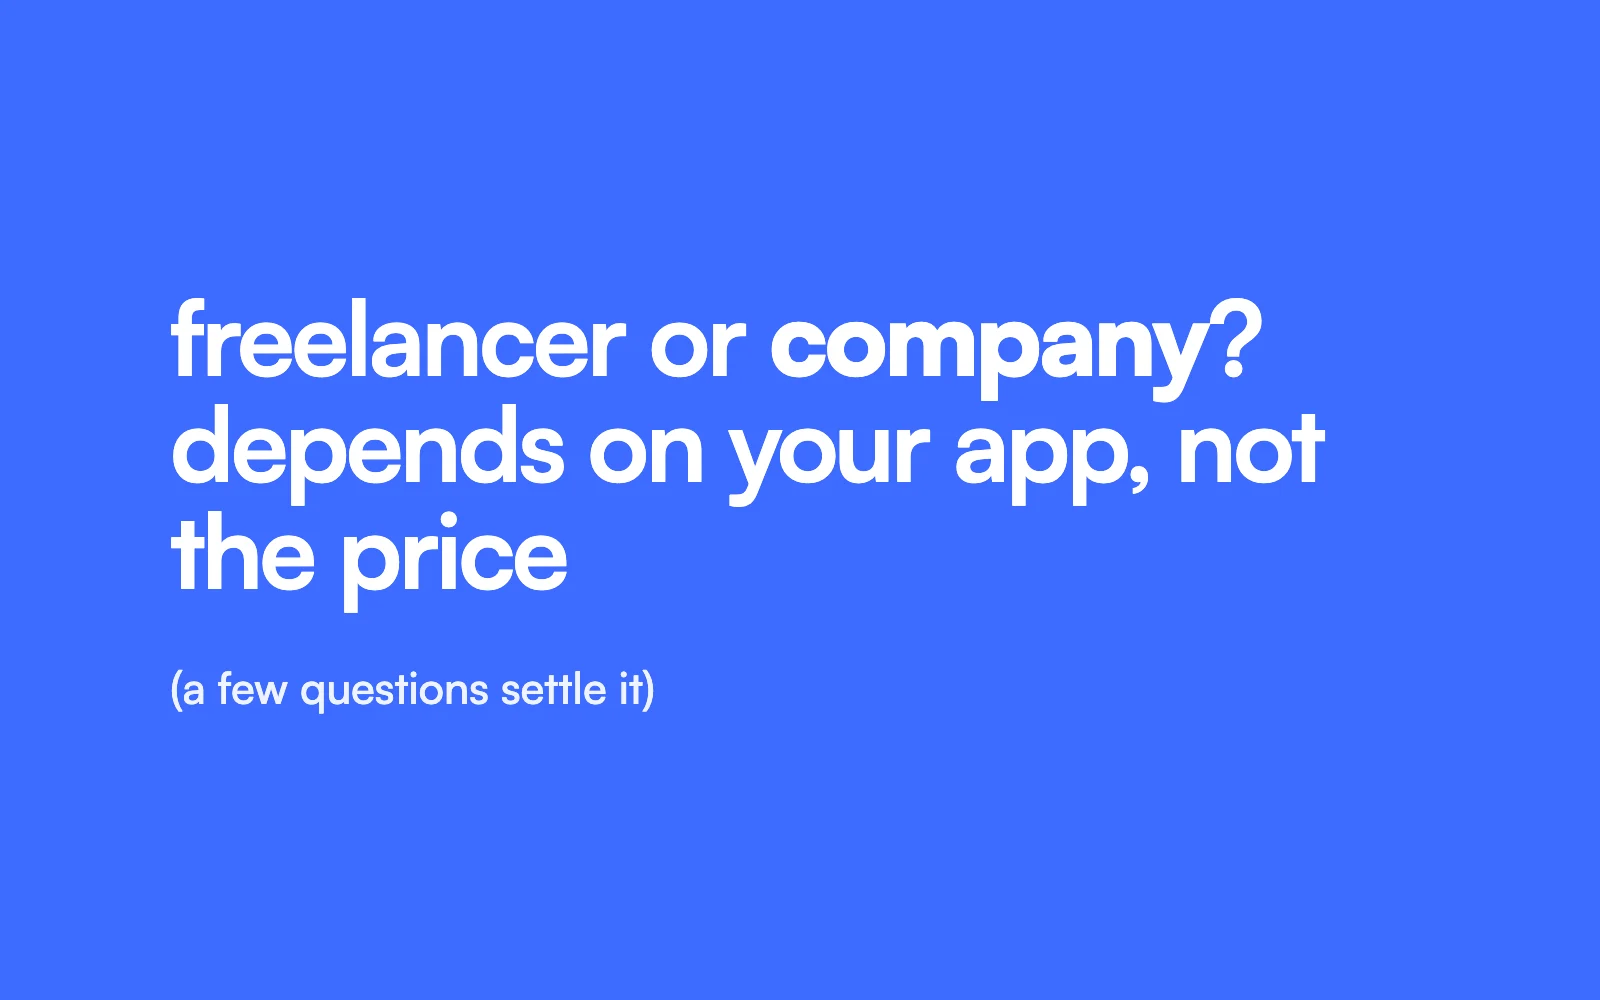 freelancer or company?
depends on your app, not
the price
(a few questions settle it)